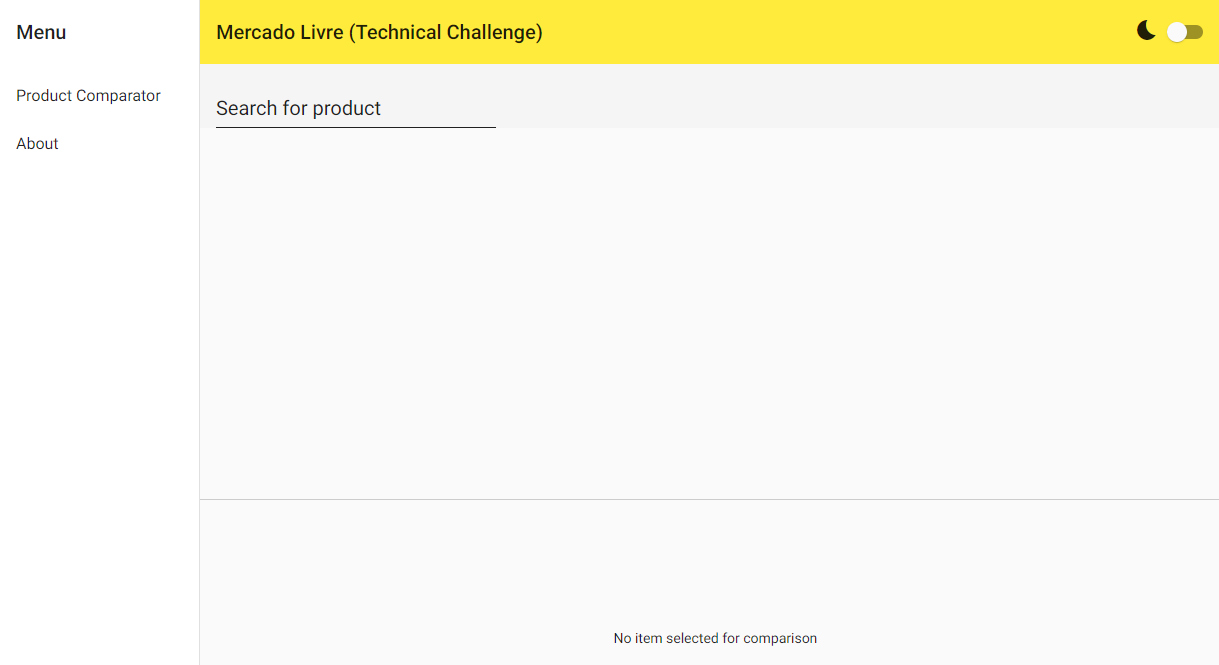 Menu
Mercado Livre (Technical Challenge)
Product Comparator
About
Search for product
No item selected for comparison